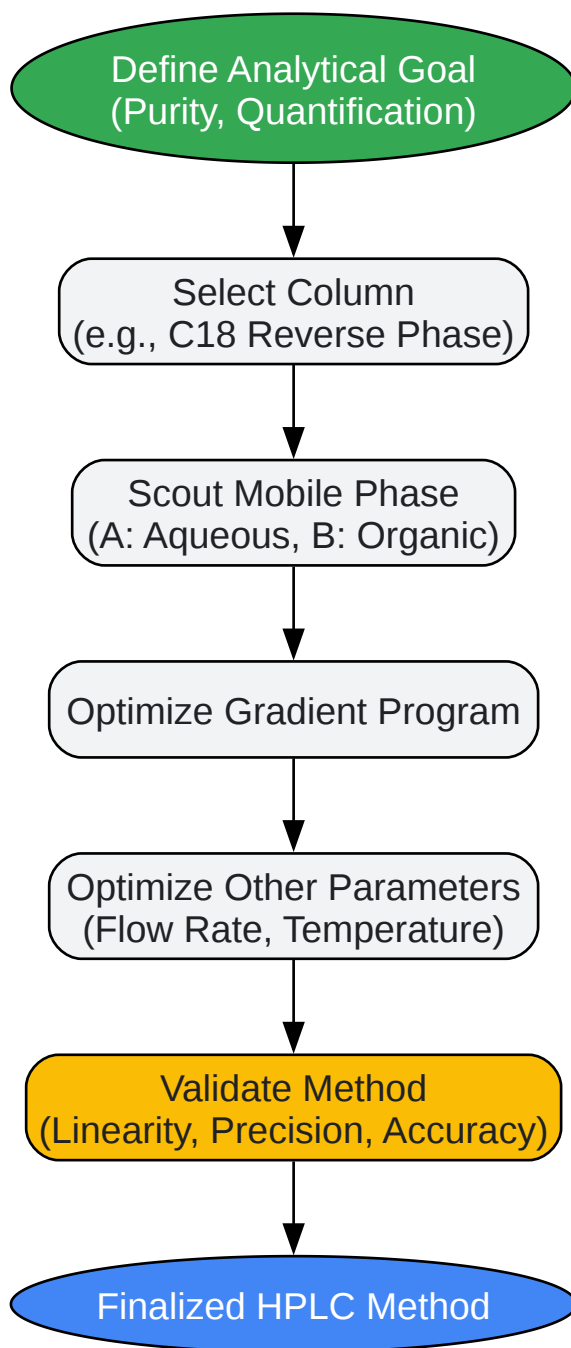 Define Analytical Goal
(Purity, Quantification)
Select Column
(e.g., C18 Reverse Phase)
Scout Mobile Phase
(A: Aqueous, B: Organic)
Optimize Gradient Program
Optimize Other Parameters
(Flow Rate, Temperature)
Validate Method
(Linearity, Precision, Accuracy)
Finalized HPLC Method